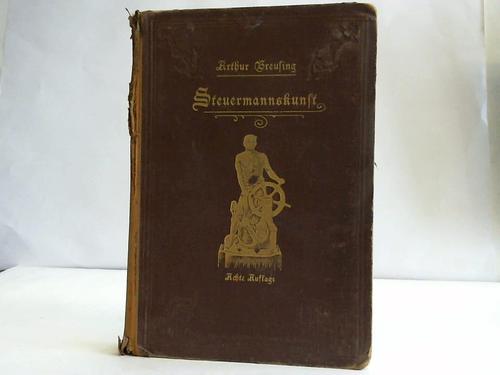 Arthur Breusing
Steuermannskunst
Achte Auflage